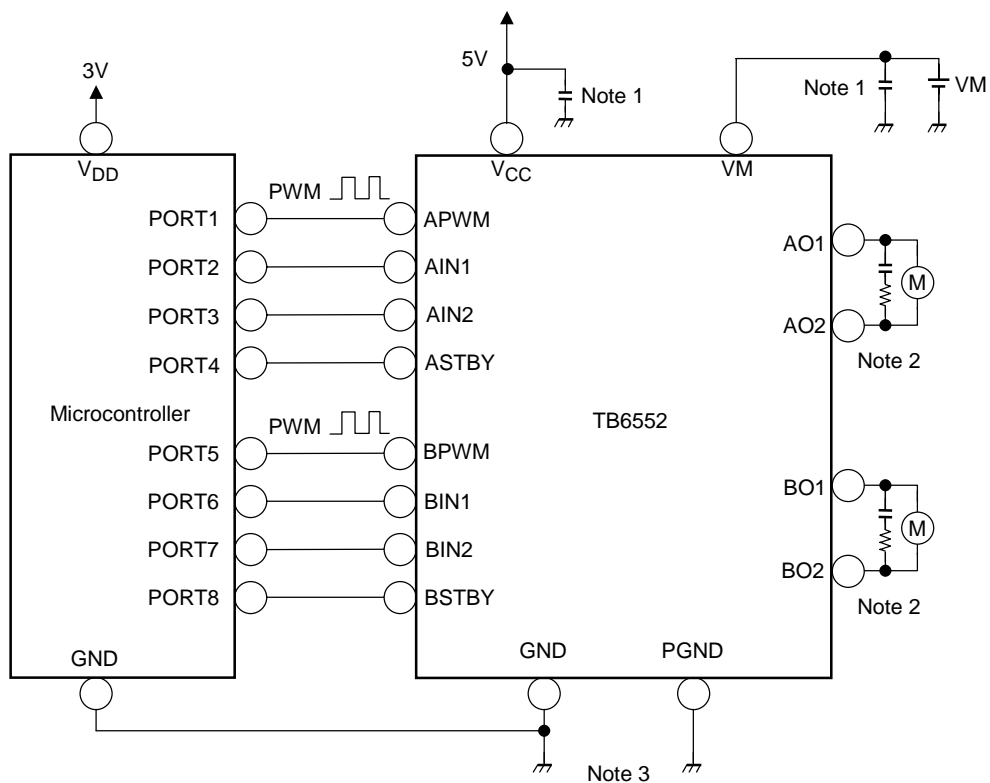 5V
3V
Note 1
Note 1
VM
VDD
VCC
VM
PWM
PORT1
APWM
AO1
PORT2
AIN1
M
PORT3
AIN2
AO2
PORT4
ASTBY
Note 2
Microcontroller
PWM
TB6552
PORT5
BPWM
BO1
PORT6
BIN1
M
PORT7
BIN2
BO2
PORT8
BSTBY
Note 2
GND
GND
PGND
Note 3